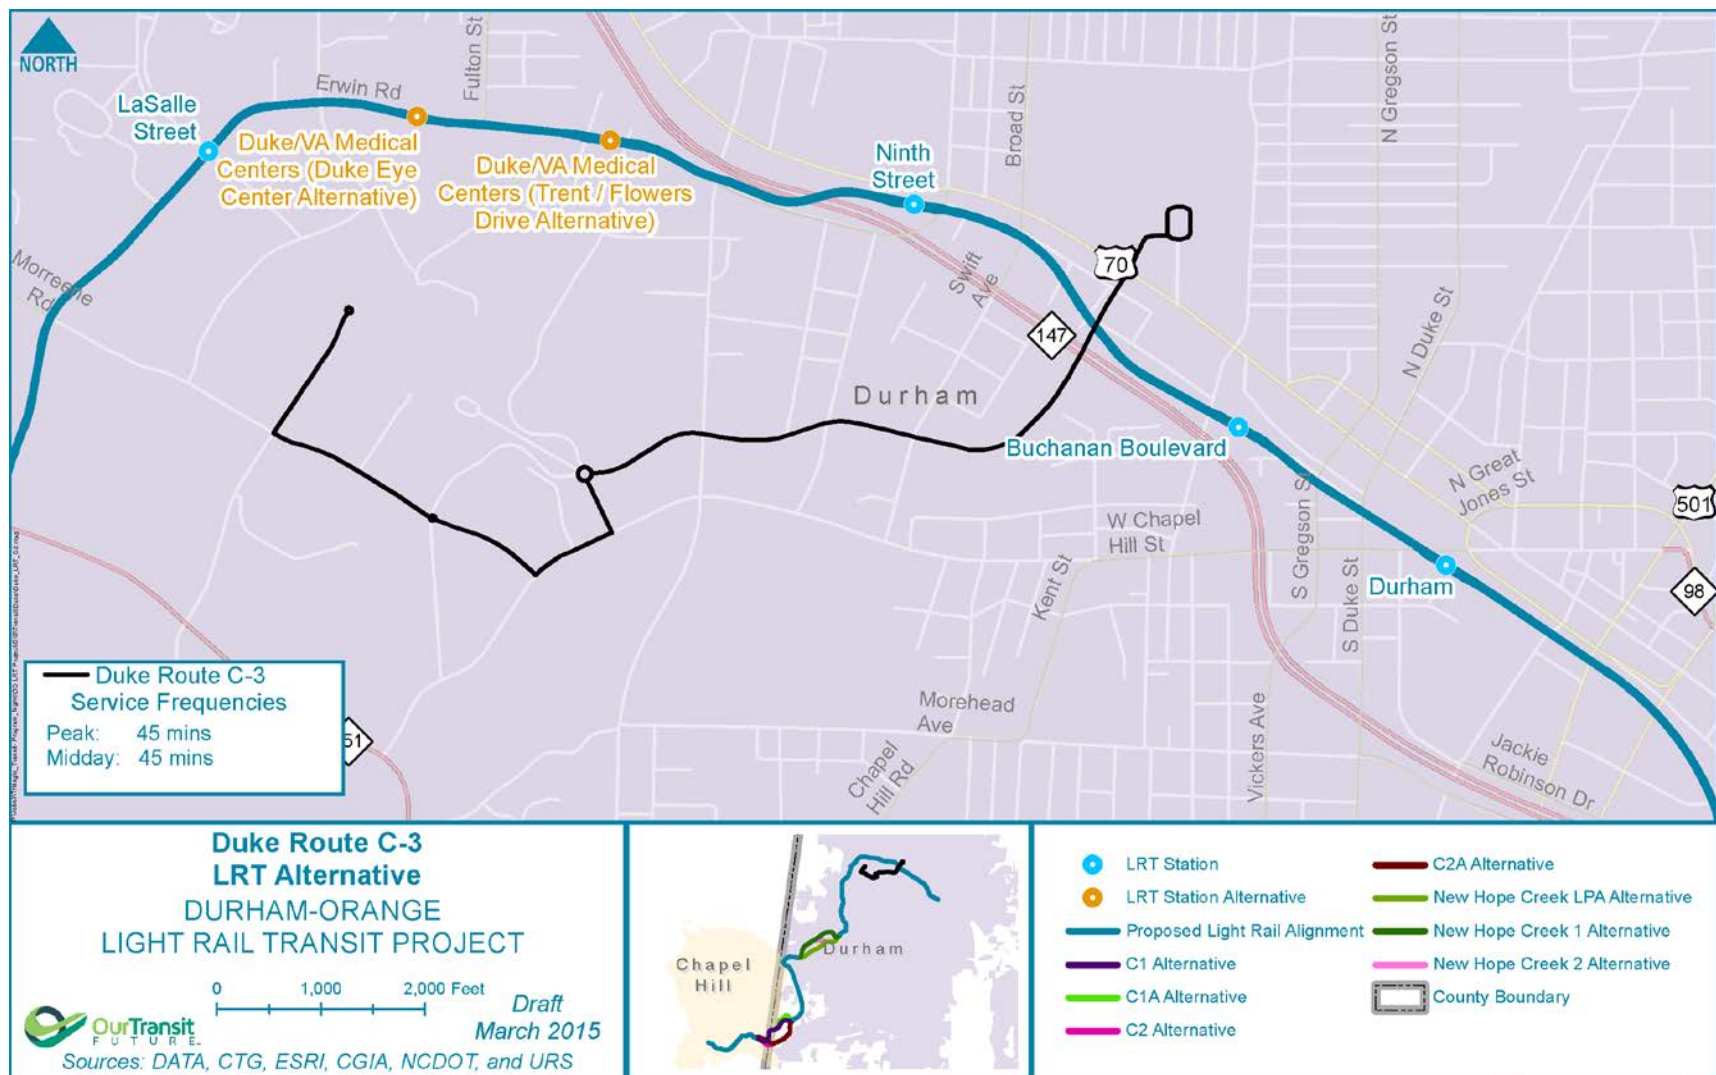 NORTH
Erwin Rd
Fulton St
LaSalle
Street
Duke/VA Medical
Centers (Duke Eye
Center Alternative)
Duke/VA Medical
Centers (Trent / Flowers
Drive Alternative)
Ninth
Street
Broad St
N Gregson St
Swift
Ave
70
147
Morreene
Rd
N Duke St
Durham
Buchanan Boulevard
N Great
Jones St
501
W Chapel
Hill St
S Gregson St
Kent St
S Duke St
Durham
98
Duke Route C-3
Service Frequencies
Peak: 45 mins
Midday: 45 mins
51
Morehead
Ave
Chapel
Hill Rd
Vickers Ave
Jackie
Robinson Dr
Duke Route C-3
LRT Alternative
DURHAM-ORANGE
LIGHT RAIL TRANSIT PROJECT
0 1,000 2,000 Feet
Draft
March 2015
OurTransit
FUTURE
Sources: DATA, CTG, ESRI, CGIA, NCDOT, and URS
Durham
Chapel
Hill
LRT Station
LRT Station Alternative
Proposed Light Rail Alignment
C1 Alternative
C1A Alternative
C2 Alternative
C2A Alternative
New Hope Creek LPA Alternative
New Hope Creek 1 Alternative
New Hope Creek 2 Alternative
County Boundary